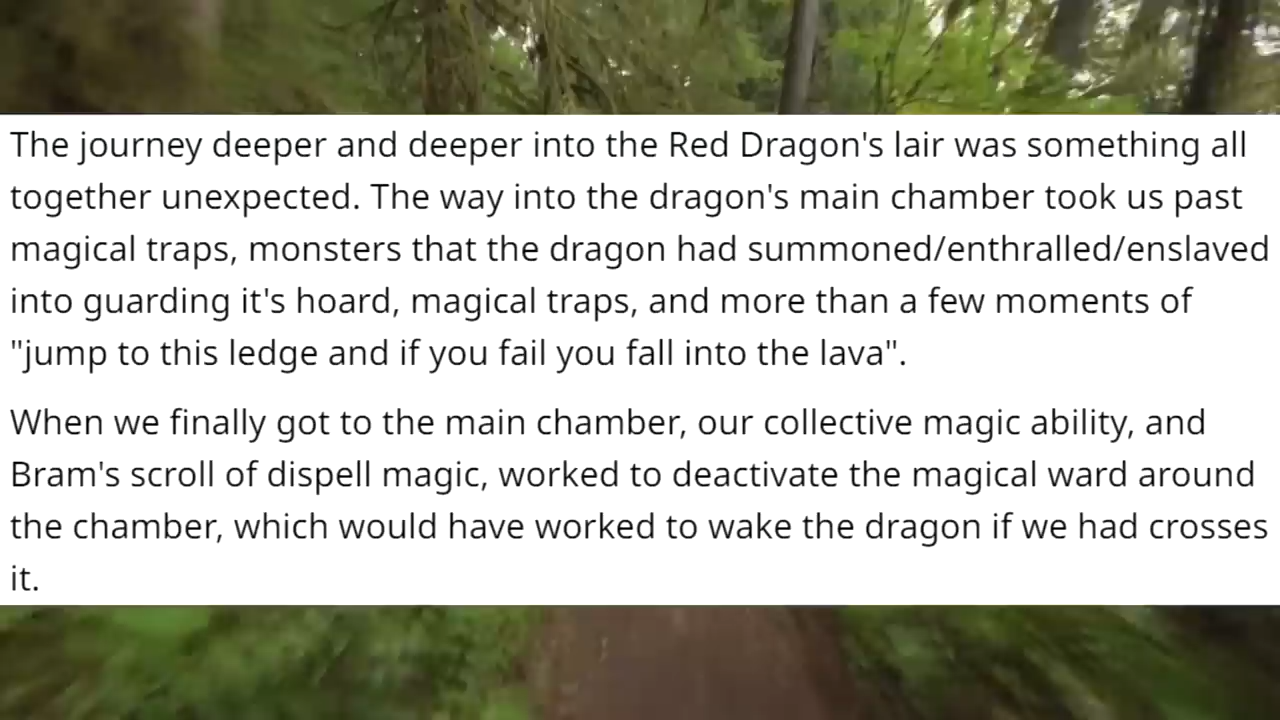 The journey deeper and deeper into the Red Dragon's lair was something all
together unexpected. The way into the dragon's main chamber took us past
magical traps, monsters that the dragon had summoned/enthralled/enslaved
into guarding it's hoard, magical traps, and more than a few moments of
"jump to this ledge and if you fail you fall into the lava".
When we finally got to the main chamber, our collective magic ability, and
Bram's scroll of dispell magic, worked to deactivate the magical ward around
the chamber, which would have worked to wake the dragon if we had crosses
it.